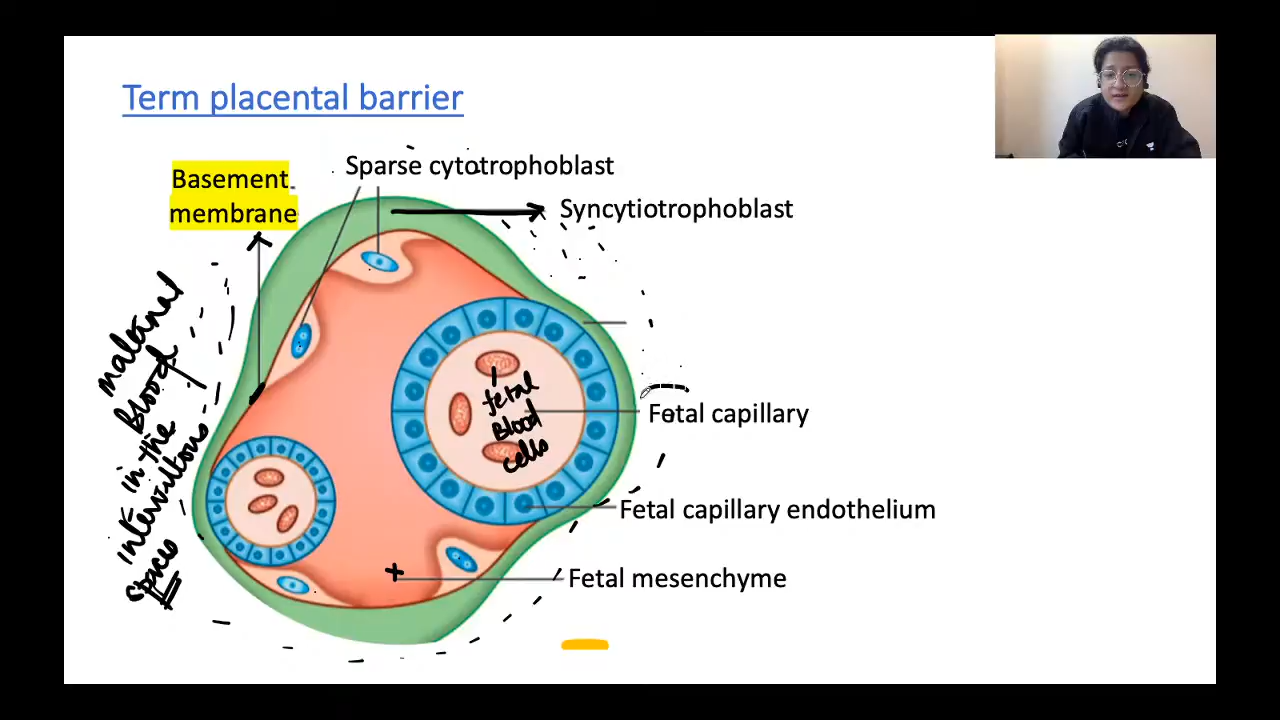 Term placental barrier
Sparse cytotrophoblast
Basement
membrane
Syncytiotrophoblast
maternal
Blood
in the
intervillous
spaces
fetal
Blood
cells
Fetal capillary
Fetal capillary endothelium
Fetal mesenchyme